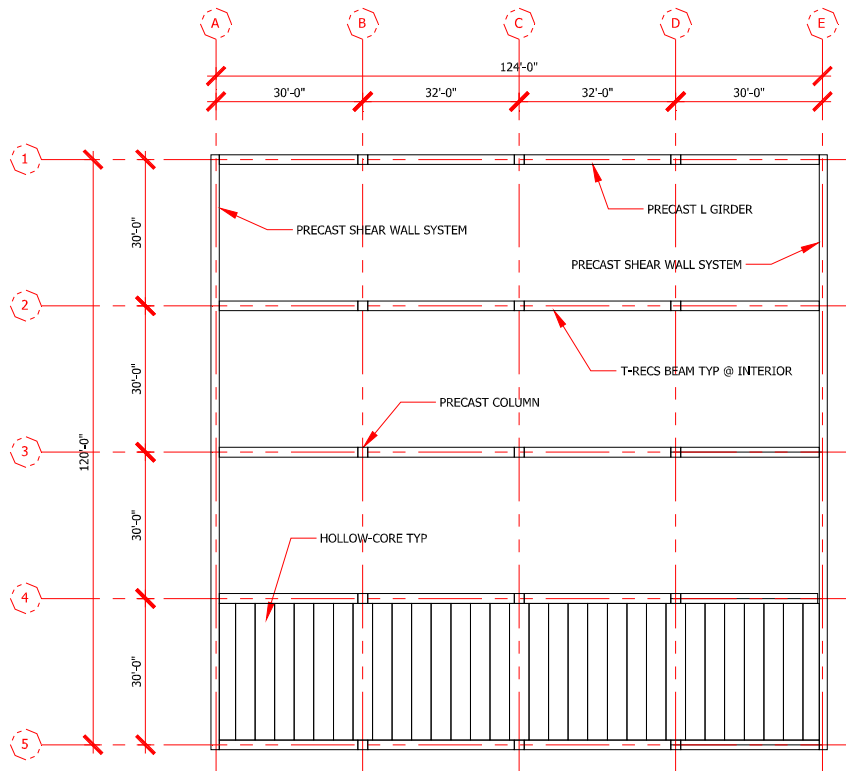 A
B
C
D
E
124'-0"
30'-0"
32'-0"
32'-0"
30'-0"
1
PRECAST L GIRDER
PRECAST SHEAR WALL SYSTEM
30'-0"
PRECAST SHEAR WALL SYSTEM
2
T-RECS BEAM TYP @ INTERIOR
30'-0"
PRECAST COLUMN
3
120'-0"
30'-0"
HOLLOW-CORE TYP
4
30'-0"
5